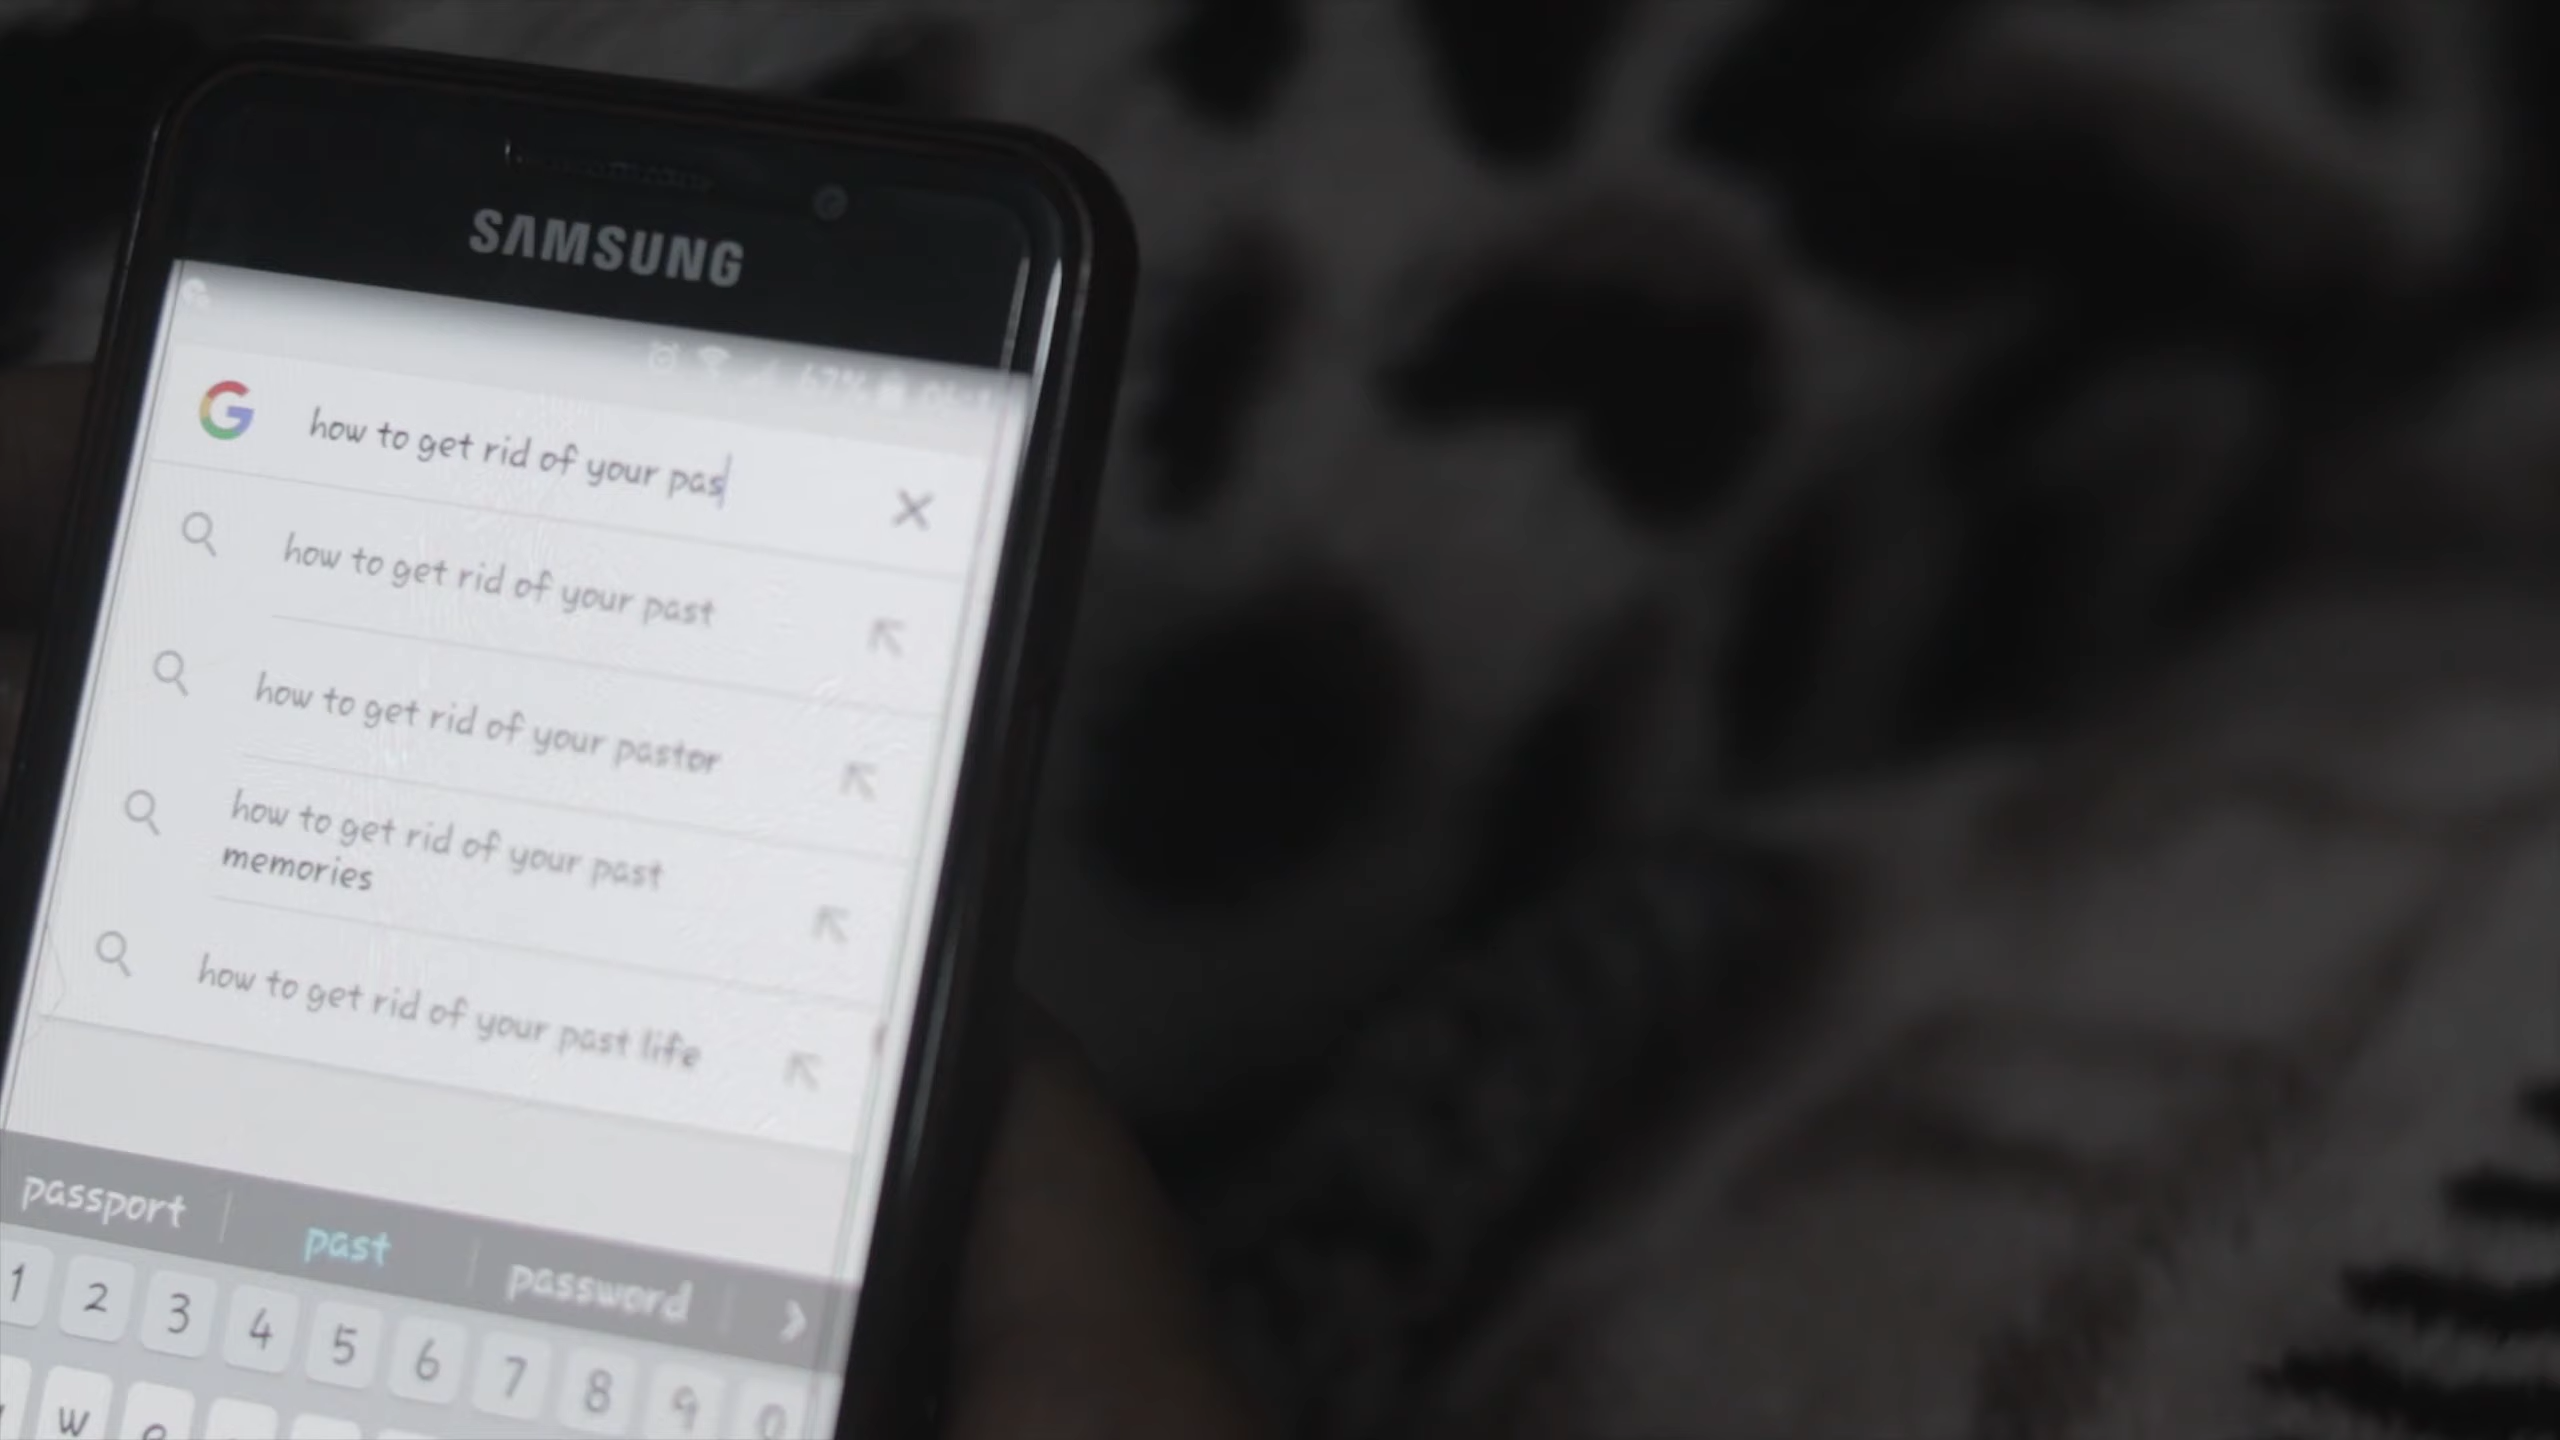 SAMSUNG
67%
how to get rid of your pas
how to get rid of your past
how to get rid of your pastor
how to get rid of your past
memories
how to get rid of your past life
passport past password
1 2 3 4 5 6 7 8 9 0
w